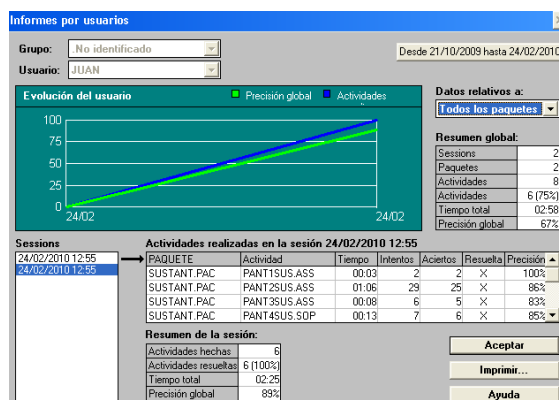 Informes por usuarios
Grupo: .No identificado
Desde 21/10/2009 hasta 24/02/2010
Usuario: JUAN
Evolución del usuario Precisión global Actividades
Datos relativos a:
Todos los paquetes
100
75
50
25
0
24/02 24/02
Resumen global:
Sessions 2
Paquetes 2
Actividades 8
Actividades 6 (75%)
Tiempo total 02:58
Precisión global 67%
Sessions
24/02/2010 12:55
24/02/2010 12:55
Actividades realizadas en la sesión 24/02/2010 12:55
PAQUETE Actividad Tiempo Intentos Aciertos Resuelta Precisión
SUSTANT.PAC PANT1SUS.ASS 00:03 2 2 X 100%
SUSTANT.PAC PANT2SUS.ASS 01:06 29 25 X 86%
SUSTANT.PAC PANT3SUS.ASS 00:08 6 5 X 83%
SUSTANT.PAC PANT4SUS.SOP 00:13 7 6 X 85%
Resumen de la sesión:
Actividades hechas 6
Actividades resueltas 6 (100%)
Tiempo total 02:25
Precisión global 89%
Aceptar
Imprimir...
Ayuda